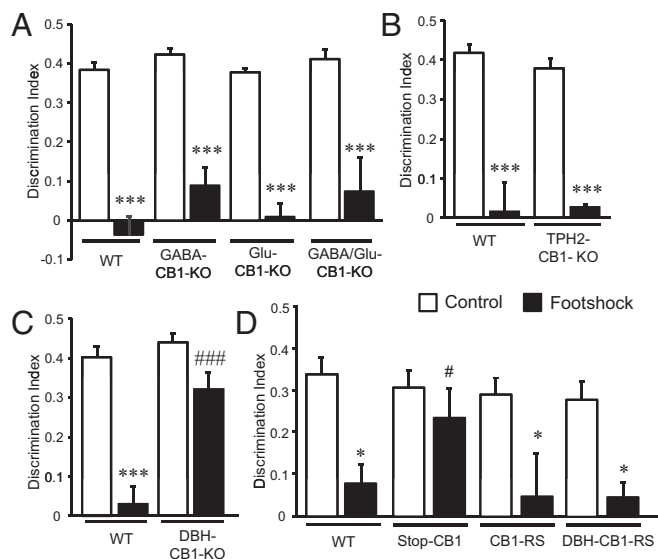 A
Discrimination Index
0.5
0.4
0.3
0.2
0.1
0
-0.1
***
***
***
***
WT
GABA-
CB1-KO
Glu-
CB1-KO
GABA/Glu-
CB1-KO
B
Discrimination Index
0.5
0.4
0.3
0.2
0.1
0
***
***
WT
TPH2-
CB1- KO
C
Discrimination Index
0.5
0.4
0.3
0.2
0.1
0
***
###
WT
DBH-
CB1-KO
D
Control
Footshock
Discrimination Index
0.5
0.4
0.3
0.2
0.1
0
*
#
*
*
WT
Stop-CB1
CB1-RS
DBH-CB1-RS